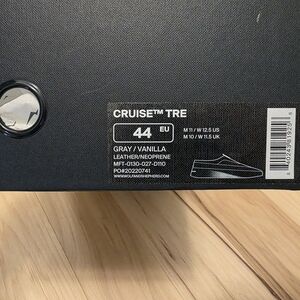 CRUISE™ TRE
44 EU
M 11 / W 12.5 US
M 10 / W 11.5 UK
GRAY / VANILLA
LEATHER/NEOPRENE
MFT-0130-027-D110
PO#20220741
WWW.WOLFANDSHEPHERD.COM